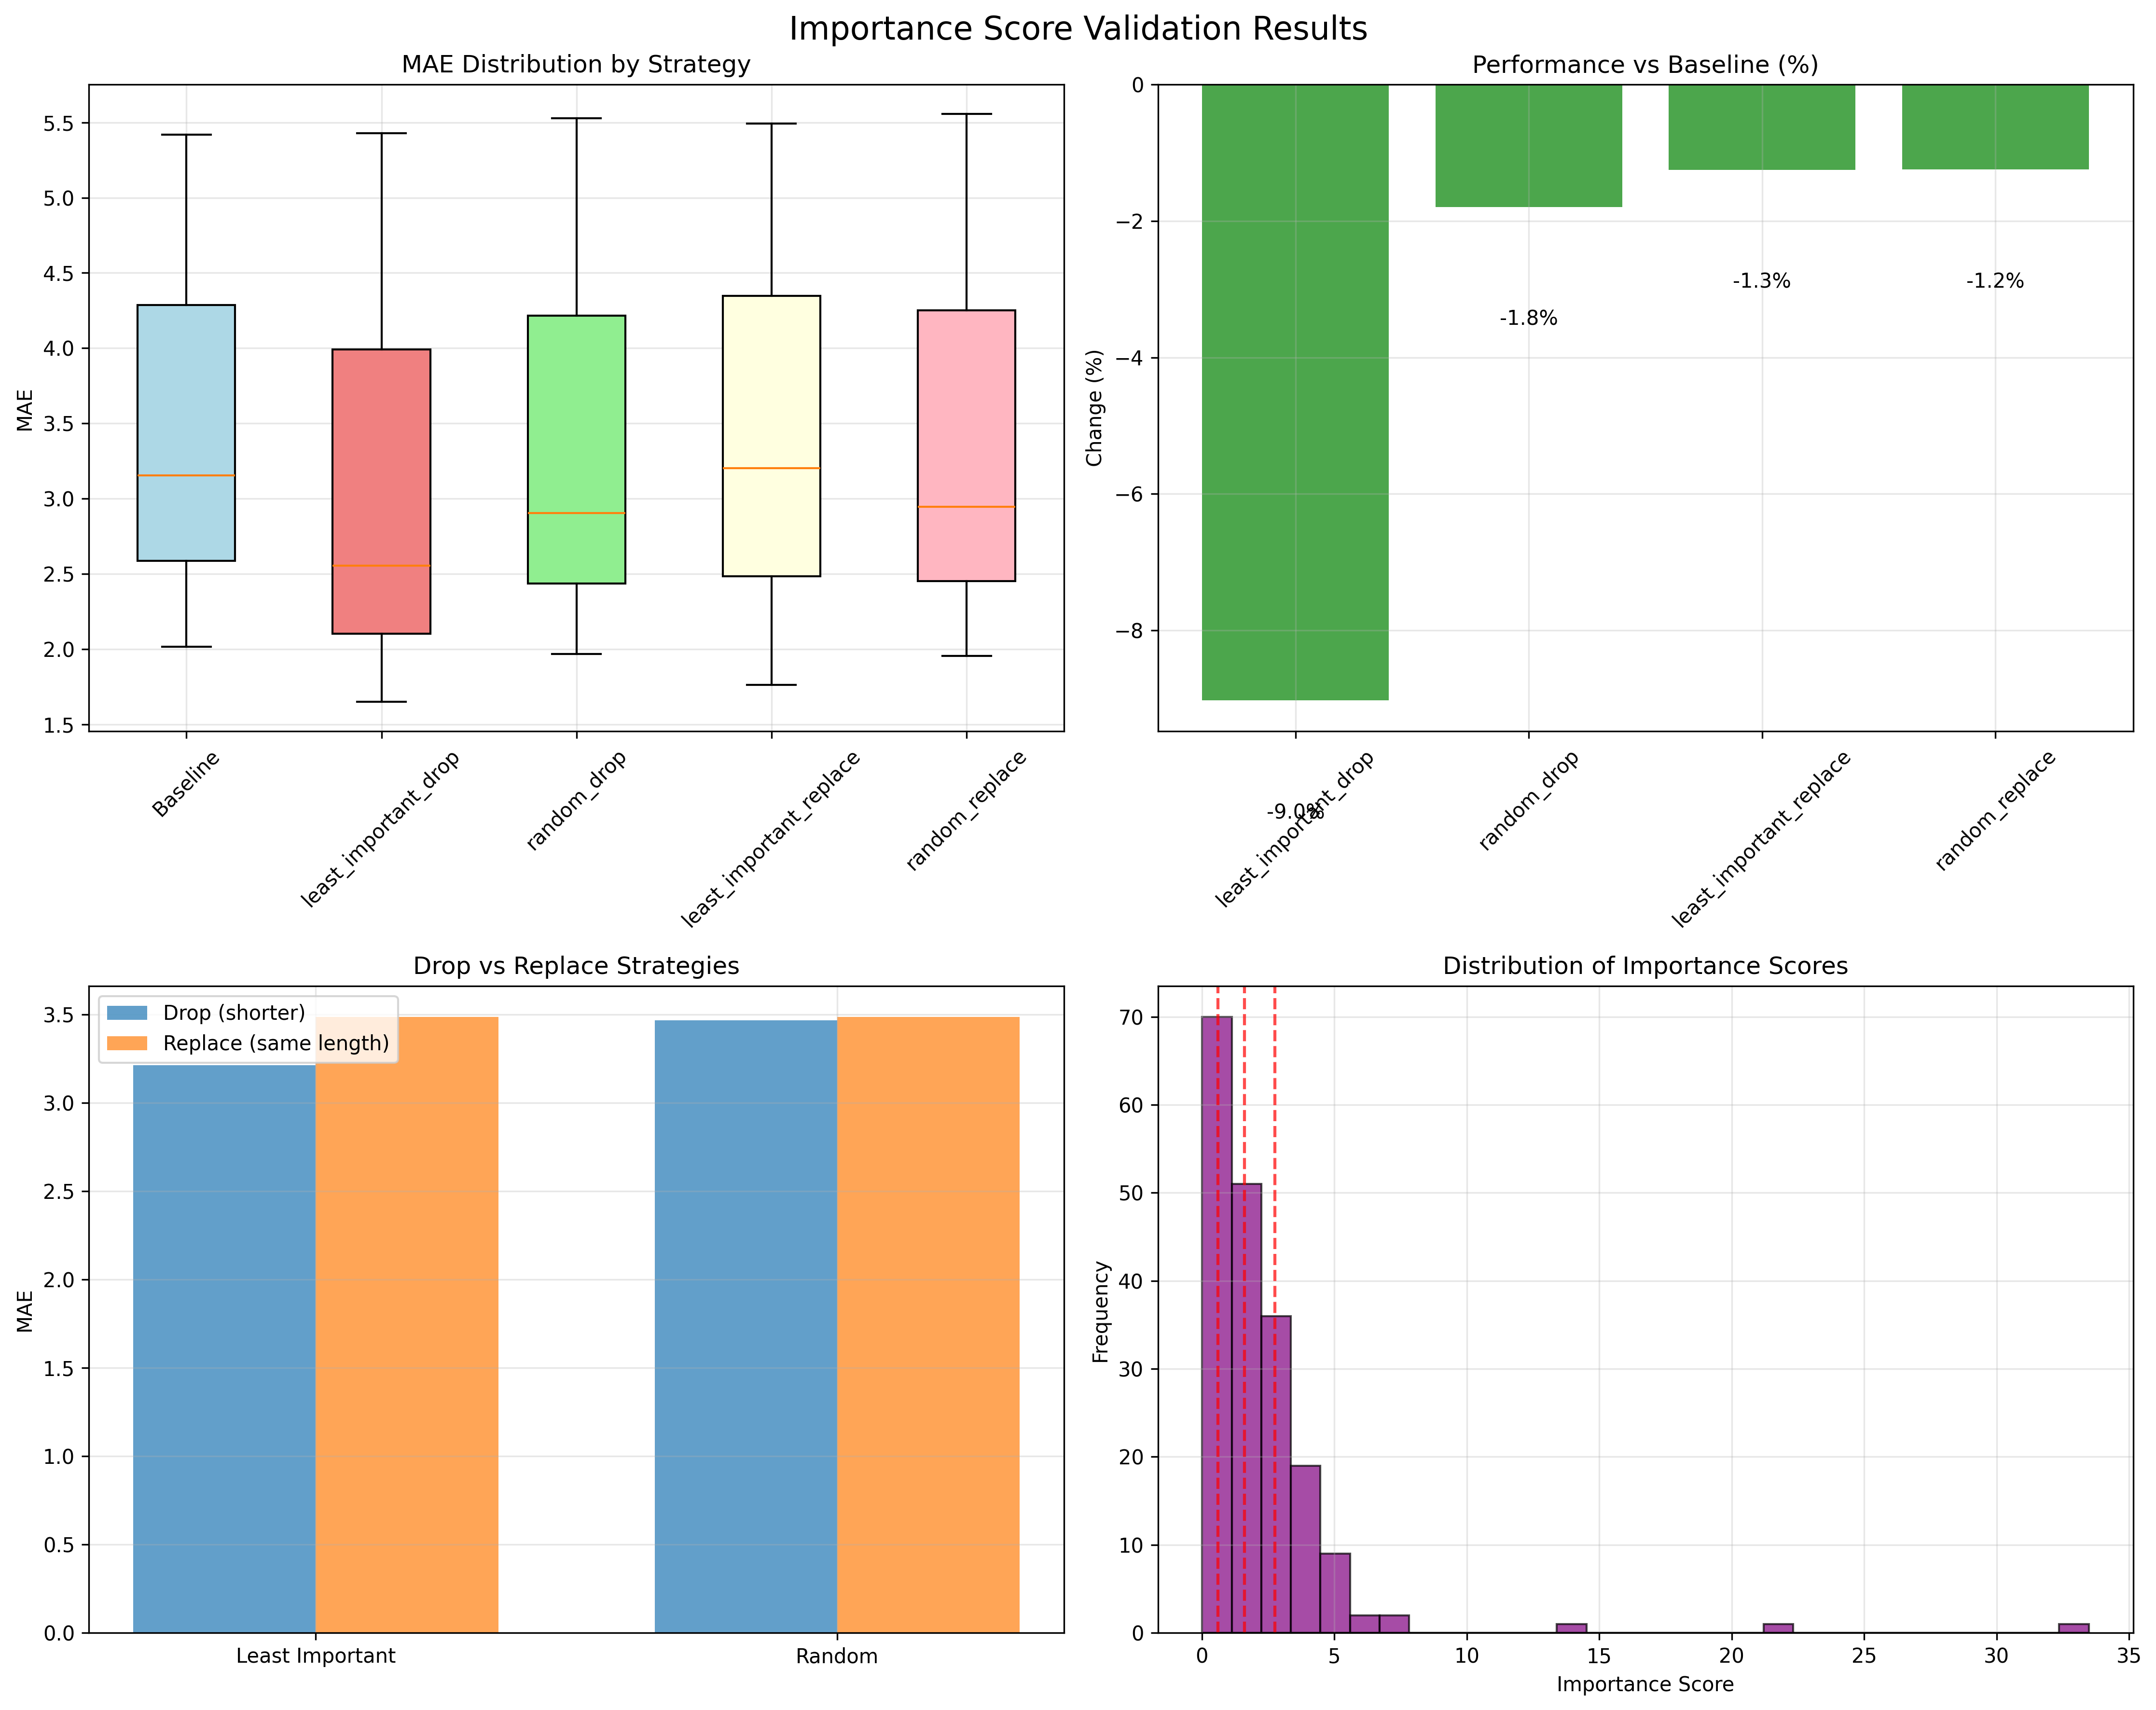 Importance Score Validation Results
MAE Distribution by Strategy
MAE
5.5
5.0
4.5
4.0
3.5
3.0
2.5
2.0
1.5
Baseline
least_important_drop
random_drop
least_important_replace
random_replace
Performance vs Baseline (%)
Change (%)
0
−2
−4
−6
−8
-9.0%
-1.8%
-1.3%
-1.2%
least_important_drop
random_drop
least_important_replace
random_replace
Drop vs Replace Strategies
Drop (shorter)
Replace (same length)
MAE
3.5
3.0
2.5
2.0
1.5
1.0
0.5
0.0
Least Important
Random
Distribution of Importance Scores
Frequency
70
60
50
40
30
20
10
0
0
5
10
15
20
25
30
35
Importance Score